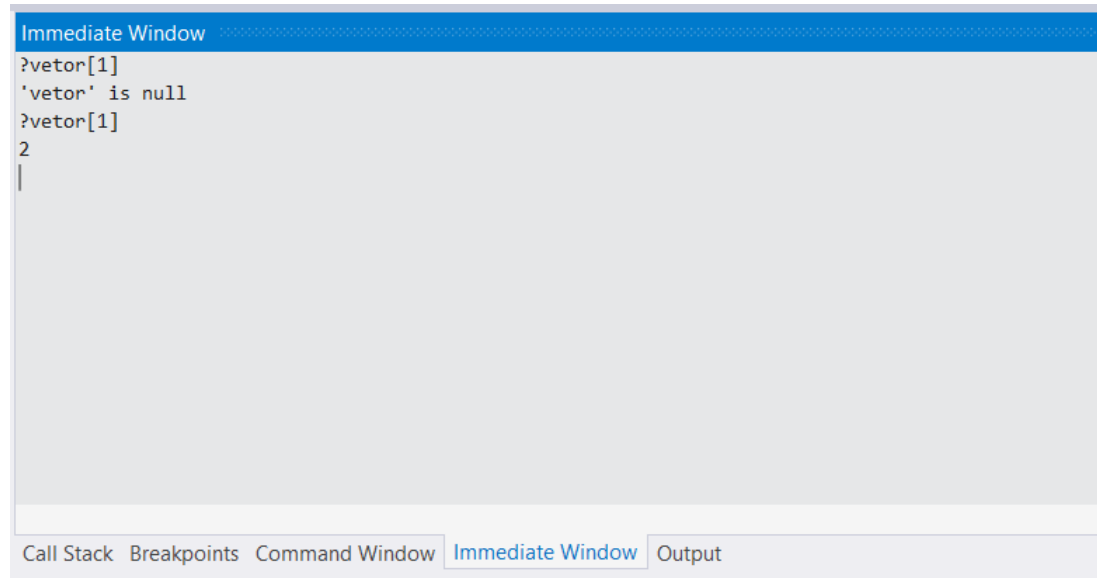 Immediate Window
?vetor[1]
'vetor' is null
?vetor[1]
2
Call Stack Breakpoints Command Window Immediate Window Output